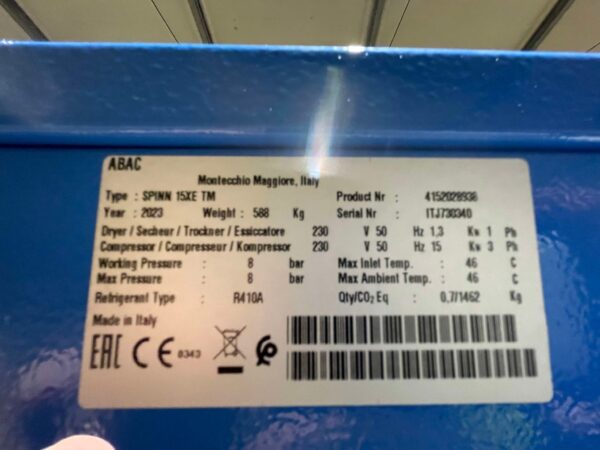 ABAC
Montecchio Maggiore, Italy
Type : SPINN 15XE TM Product Nr : 4152028938
Year : 2023 Weight : 588 Kg Serial Nr : ITJ730340
Dryer / Secheur / Trockner / Essiccatore 230 V 50 Hz 1,3 Kw 1 Ph
Compressor / Compresseur / Kompressor 230 V 50 Hz 15 Kw 3 Ph
Working Pressure : 8 bar Max Inlet Temp. : 46 C
Max Pressure : 8 bar Max Ambient Temp. : 46 C
Refrigerant Type : R410A Qty/CO₂ Eq : 0,7/1462 Kg
Made in Italy
EAC CE 0343